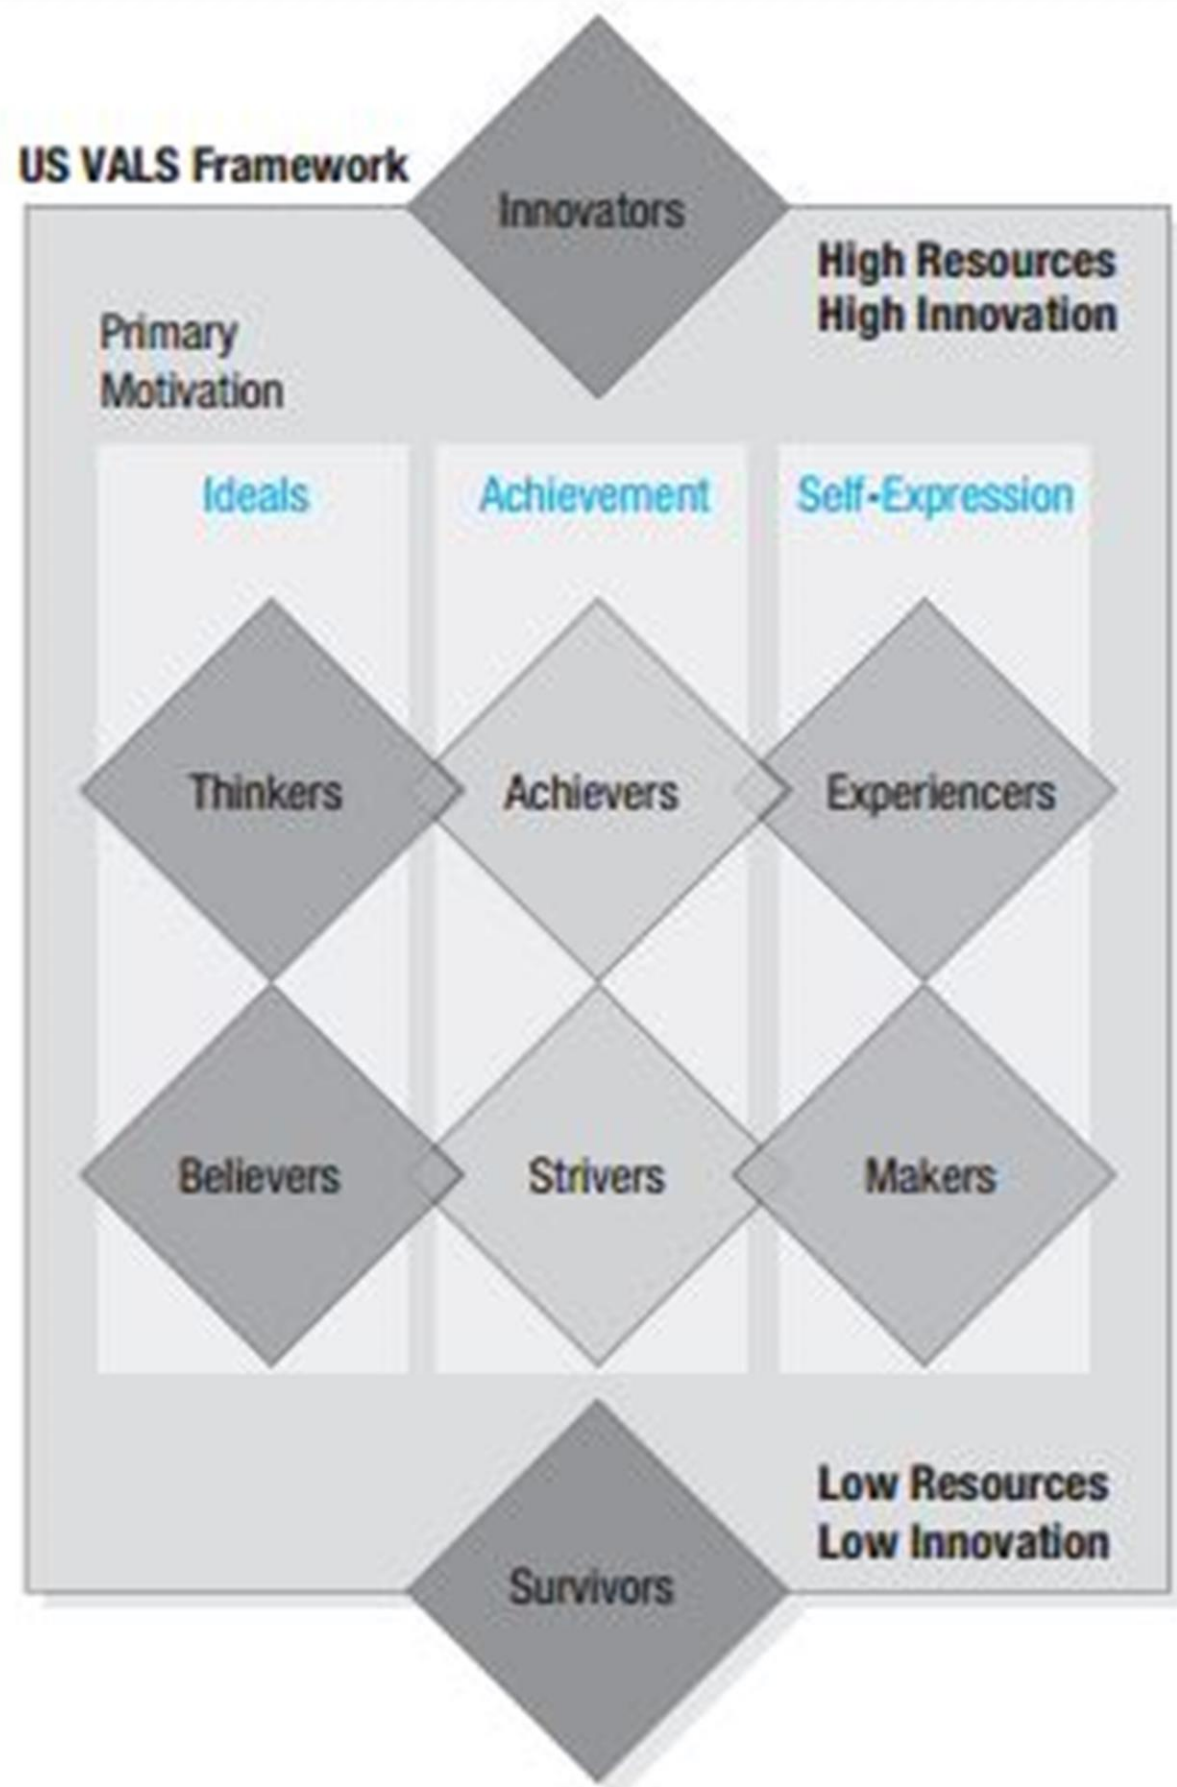 US VALS Framework
Innovators
High Resources
High Innovation
Primary
Motivation
Ideals
Achievement
Self-Expression
Thinkers
Achievers
Experiencers
Believers
Strivers
Makers
Low Resources
Low Innovation
Survivors